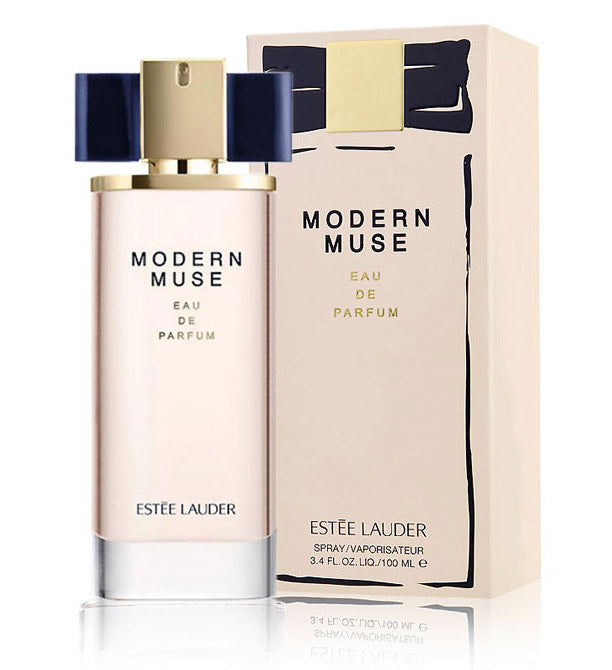 MODERN
MUSE
EAU
DE
PARFUM
ESTĒE LAUDER
MODERN
MUSE
EAU
DE
PARFUM
ESTĒE LAUDER
SPRAY/VAPORISATEUR
3.4 FL. OZ. LIQ./100 ML ℮